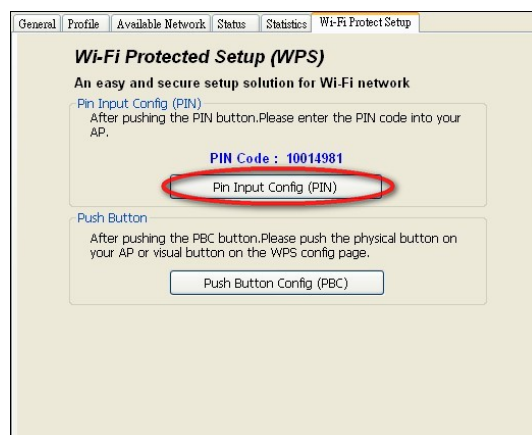 General Profile Available Network Status Statistics Wi-Fi Protect Setup
Wi-Fi Protected Setup (WPS)
An easy and secure setup solution for Wi-Fi network
Pin Input Config (PIN)
After pushing the PIN button.Please enter the PIN code into your
AP.
PIN Code : 10014981
Pin Input Config (PIN)
Push Button
After pushing the PBC button.Please push the physical button on
your AP or visual button on the WPS config page.
Push Button Config (PBC)